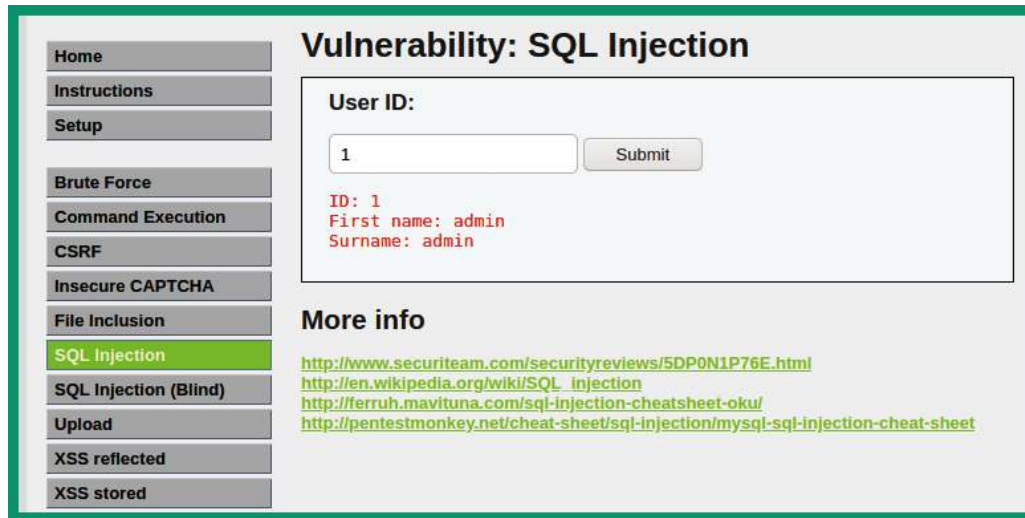 Home
Instructions
Setup
Brute Force
Command Execution
CSRF
Insecure CAPTCHA
File Inclusion
SQL Injection
SQL Injection (Blind)
Upload
XSS reflected
XSS stored
Vulnerability: SQL Injection
User ID:
1 Submit
ID: 1
First name: admin
Surname: admin
More info
http://www.securiteam.com/securityreviews/5DP0N1P76E.html
http://en.wikipedia.org/wiki/SQL_injection
http://ferruh.mavituna.com/sql-injection-cheatsheet-oku/
http://pentestmonkey.net/cheat-sheet/sql-injection/mysql-sql-injection-cheat-sheet